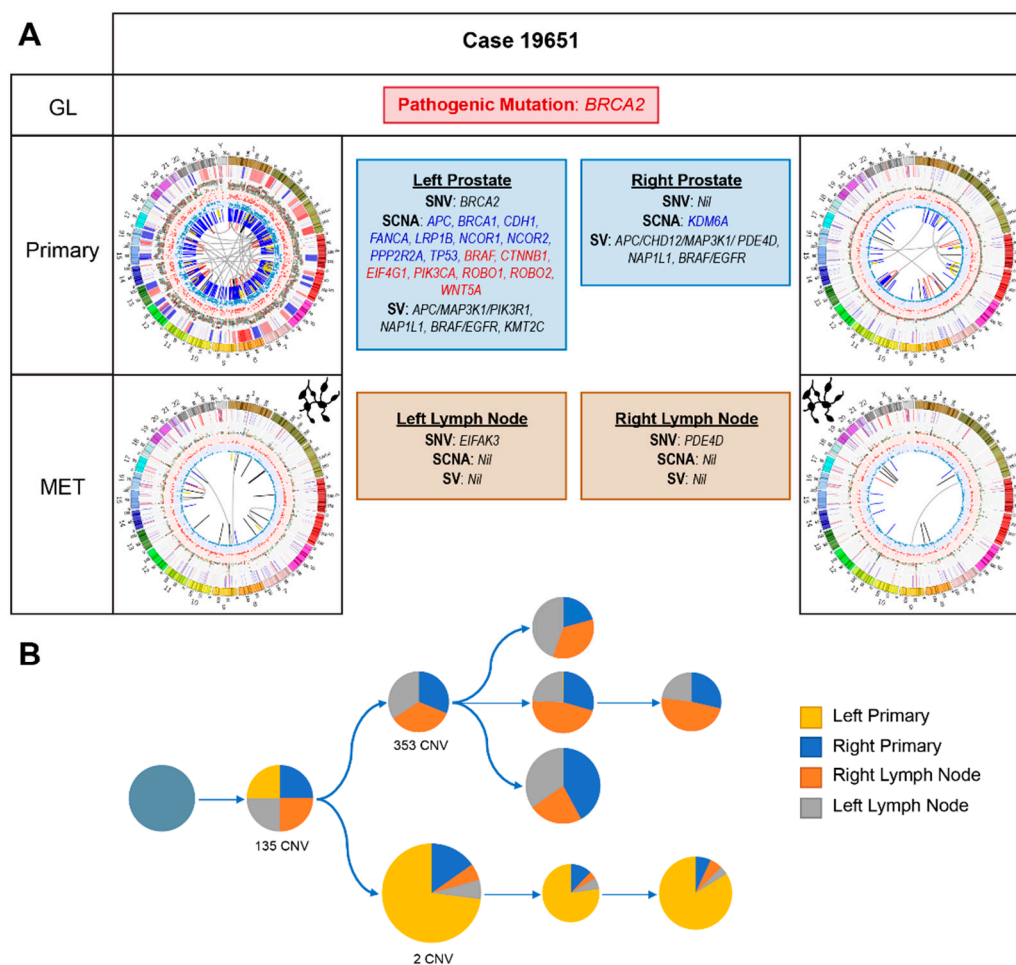 A
Case 19651
GL
Pathogenic Mutation: BRCA2
Primary
Left Prostate
SNV: BRCA2
SCNA: APC, BRCA1, CDH1,
FANCA, LRP1B, NCOR1, NCOR2,
PPP2R2A, TP53, BRAF, CTNNB1,
EIF4G1, PIK3CA, ROBO1, ROBO2,
WNT5A
SV: APC/MAP3K1/PIK3R1,
NAP1L1, BRAF/EGFR, KMT2C
Right Prostate
SNV: Nil
SCNA: KDM6A
SV: APC/CHD12/MAP3K1/ PDE4D,
NAP1L1, BRAF/EGFR
MET
Left Lymph Node
SNV: EIFAK3
SCNA: Nil
SV: Nil
Right Lymph Node
SNV: PDE4D
SCNA: Nil
SV: Nil
B
353 CNV
135 CNV
2 CNV
Left Primary
Right Primary
Right Lymph Node
Left Lymph Node